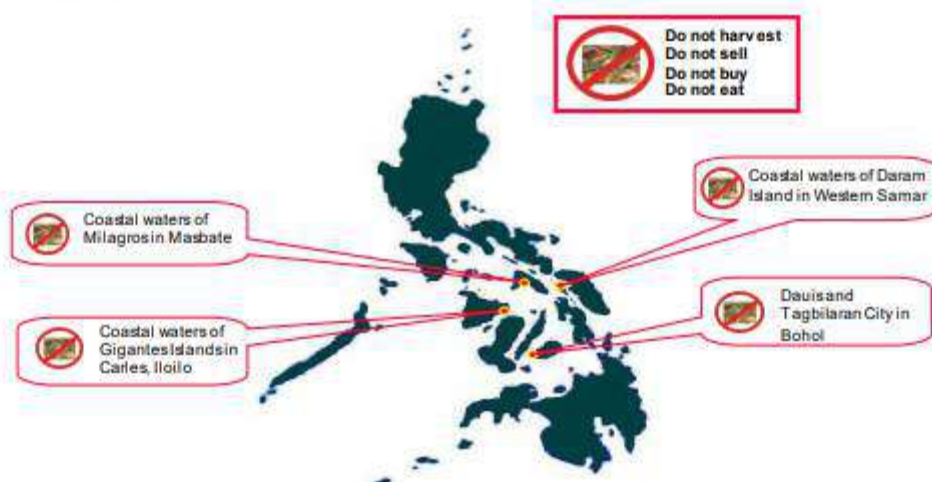 Do not harvest
Do not sell
Do not buy
Do not eat
Coastal waters of Daram
Island in Western Samar
Coastal waters of
Milagros in Masbate
Dauis and
Tagbilaran City in
Bohol
Coastal waters of
Gigantes Islands in
Carles, Iloilo